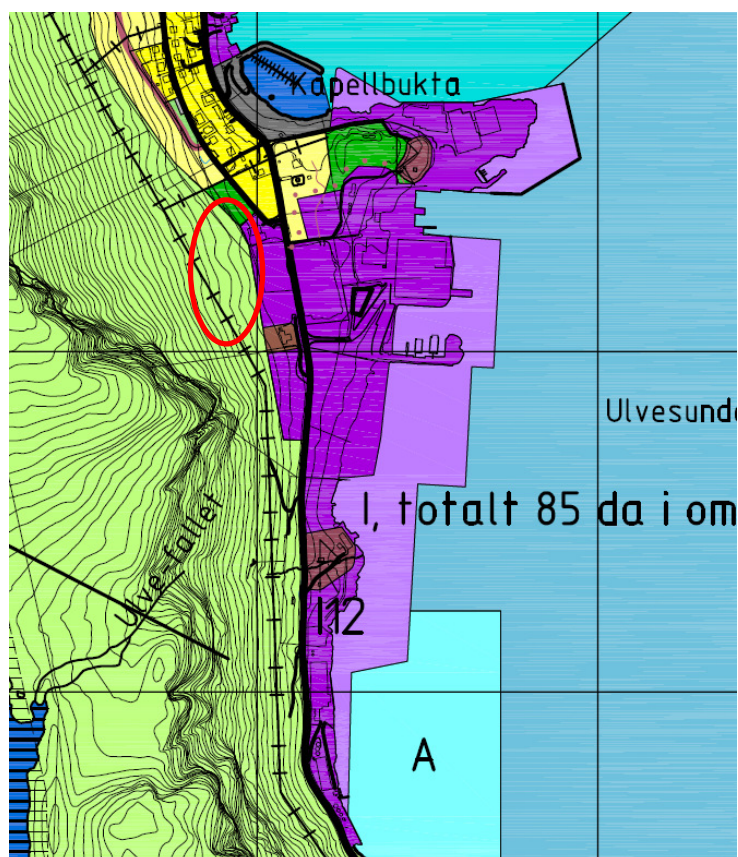 Kapellbukta
Ulvesund
I, totalt 85 da i om
Ulve-fallet
I12
A